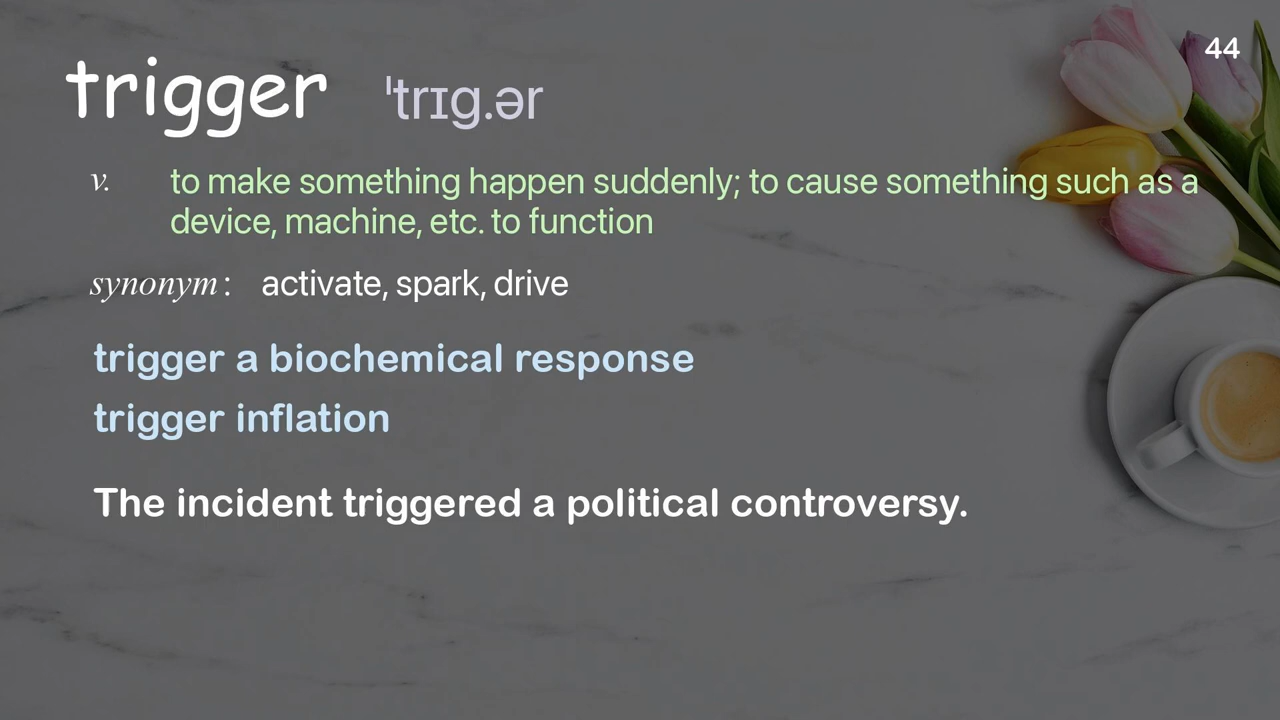 44
trigger ˈtrɪg.ər
v. to make something happen suddenly; to cause something such as a
device, machine, etc. to function
synonym: activate, spark, drive
trigger a biochemical response
trigger inflation
The incident triggered a political controversy.